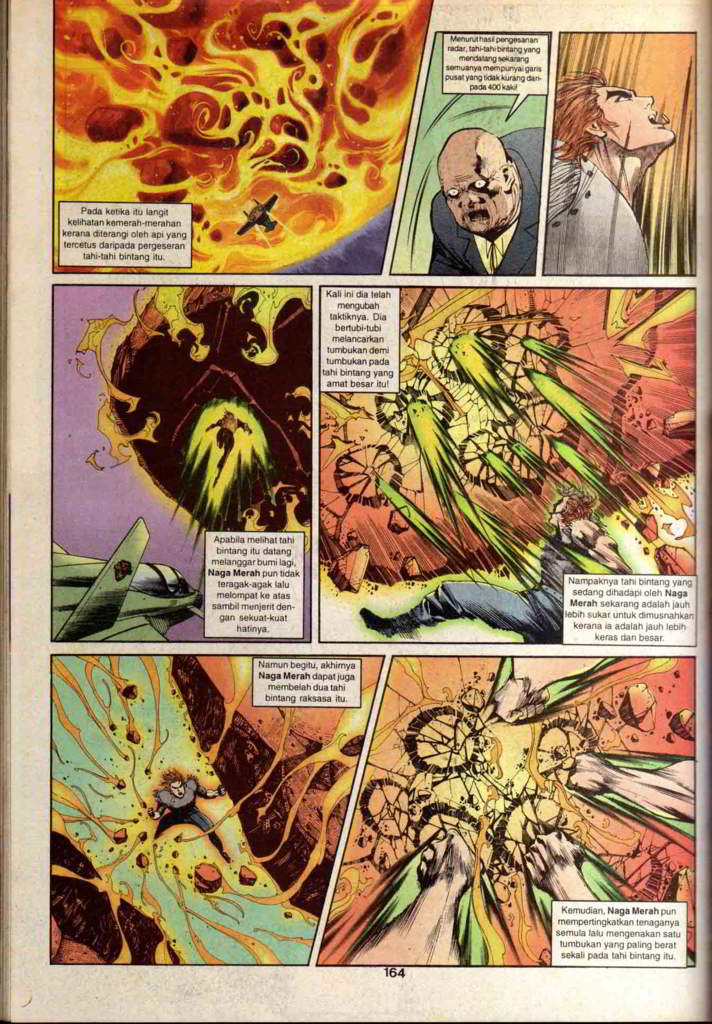 Pada ketika itu langit
kelihatan kemerah-merahan
kerana diterangi oleh api yang
tercetus daripada pergeseran
tahi-tahi bintang itu.
Menurut hasil pengesanan
radar, tahi-tahi bintang yang
mendatang sekarang
semuanya mempunyai garis
pusat yang tidak kurang dari-
pada 400 kaki!
Apabila melihat tahi
bintang itu datang
melanggar bumi lagi,
Naga Merah pun tidak
teragak-agak lalu
melompat ke atas
sambil menjerit den-
gan sekuat-kuat
hatinya.
Kali ini dia telah
mengubah
taktiknya. Dia
bertubi-tubi
melancarkan
tumbukan demi
tumbukan pada
tahi bintang yang
amat besar itu!
Nampaknya tahi bintang yang
sedang dihadapi oleh Naga
Merah sekarang adalah jauh
lebih sukar untuk dimusnahkan
kerana ia adalah jauh lebih
keras dan besar.
Namun begitu, akhirnya
Naga Merah dapat juga
membelah dua tahi
bintang raksasa itu.
Kemudian, Naga Merah pun
mempertingkatkan tenaganya
semula lalu mengenakan satu
tumbukan yang paling berat
sekali pada tahi bintang itu.
164